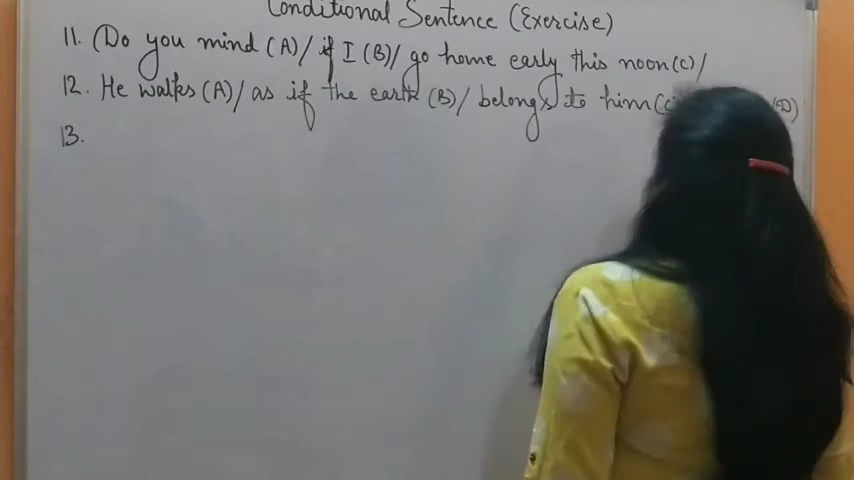 Conditional Sentence (Exercise)
11. (Do you mind (A)/ if I (B)/ go home early this noon (C)/
12. He walks (A)/ as if the earth (B)/ belongs to him (C) (D)
13.